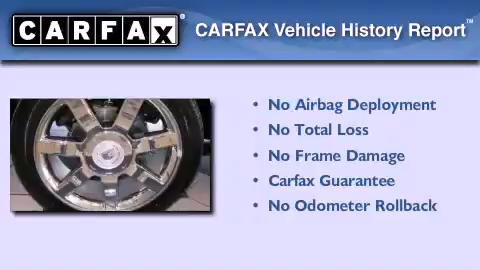 CARFAX® CARFAX Vehicle History Report™
• No Airbag Deployment
• No Total Loss
• No Frame Damage
• Carfax Guarantee
• No Odometer Rollback